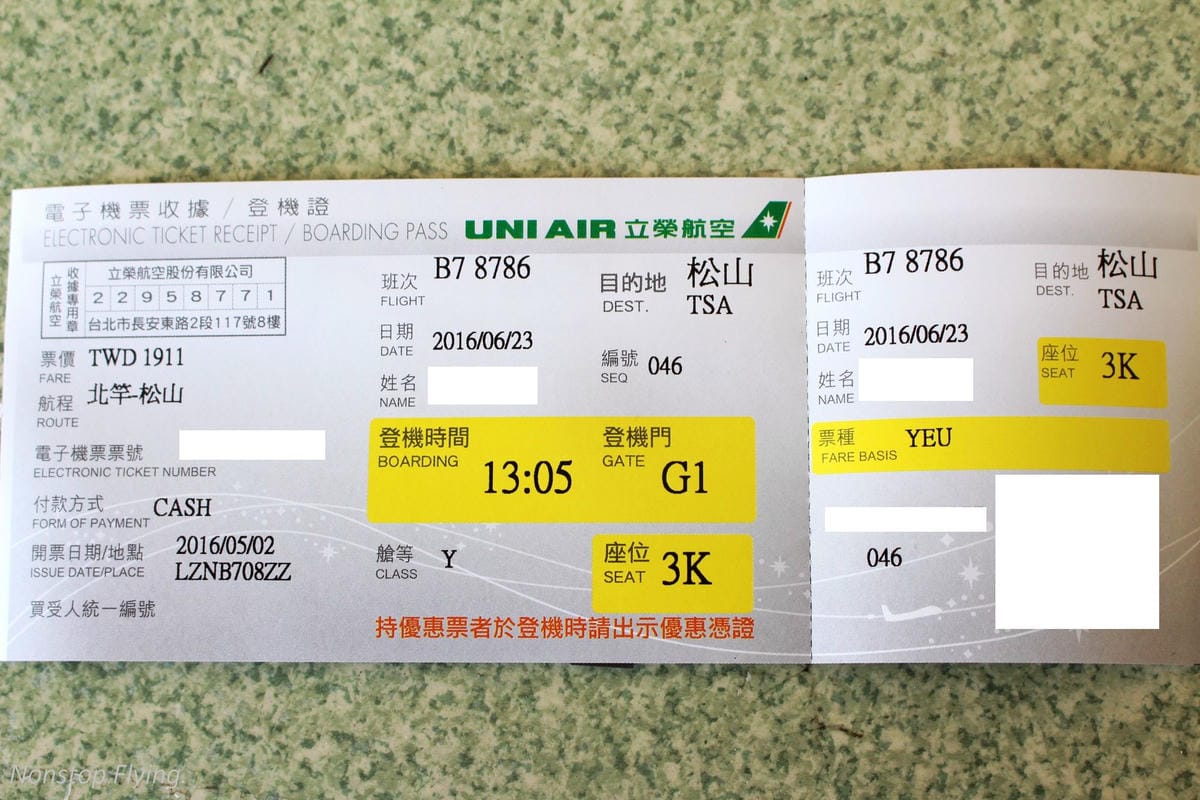 電子機票收據 / 登機證
ELECTRONIC TICKET RECEIPT / BOARDING PASS
UNI AIR 立榮航空
立榮航空
收據專用章
立榮航空股份有限公司
2 2 9 5 8 7 7 1
台北市長安東路2段117號8樓
票價 TWD 1911
FARE
航程 北竿-松山
ROUTE
電子機票票號
ELECTRONIC TICKET NUMBER
付款方式 CASH
FORM OF PAYMENT
開票日期/地點 2016/05/02
ISSUE DATE/PLACE LZNB708ZZ
買受人統一編號
班次 B7 8786
FLIGHT
目的地 松山
DEST. TSA
日期 2016/06/23
DATE
編號 046
SEQ
姓名
NAME
登機時間
BOARDING 13:05
登機門
GATE G1
艙等 Y
CLASS
座位 3K
SEAT
持優惠票者於登機時請出示優惠憑證
班次 B7 8786
FLIGHT
目的地 松山
DEST. TSA
日期 2016/06/23
DATE
座位 3K
SEAT
姓名
NAME
票種 YEU
FARE BASIS
046
Nonstop Flying.